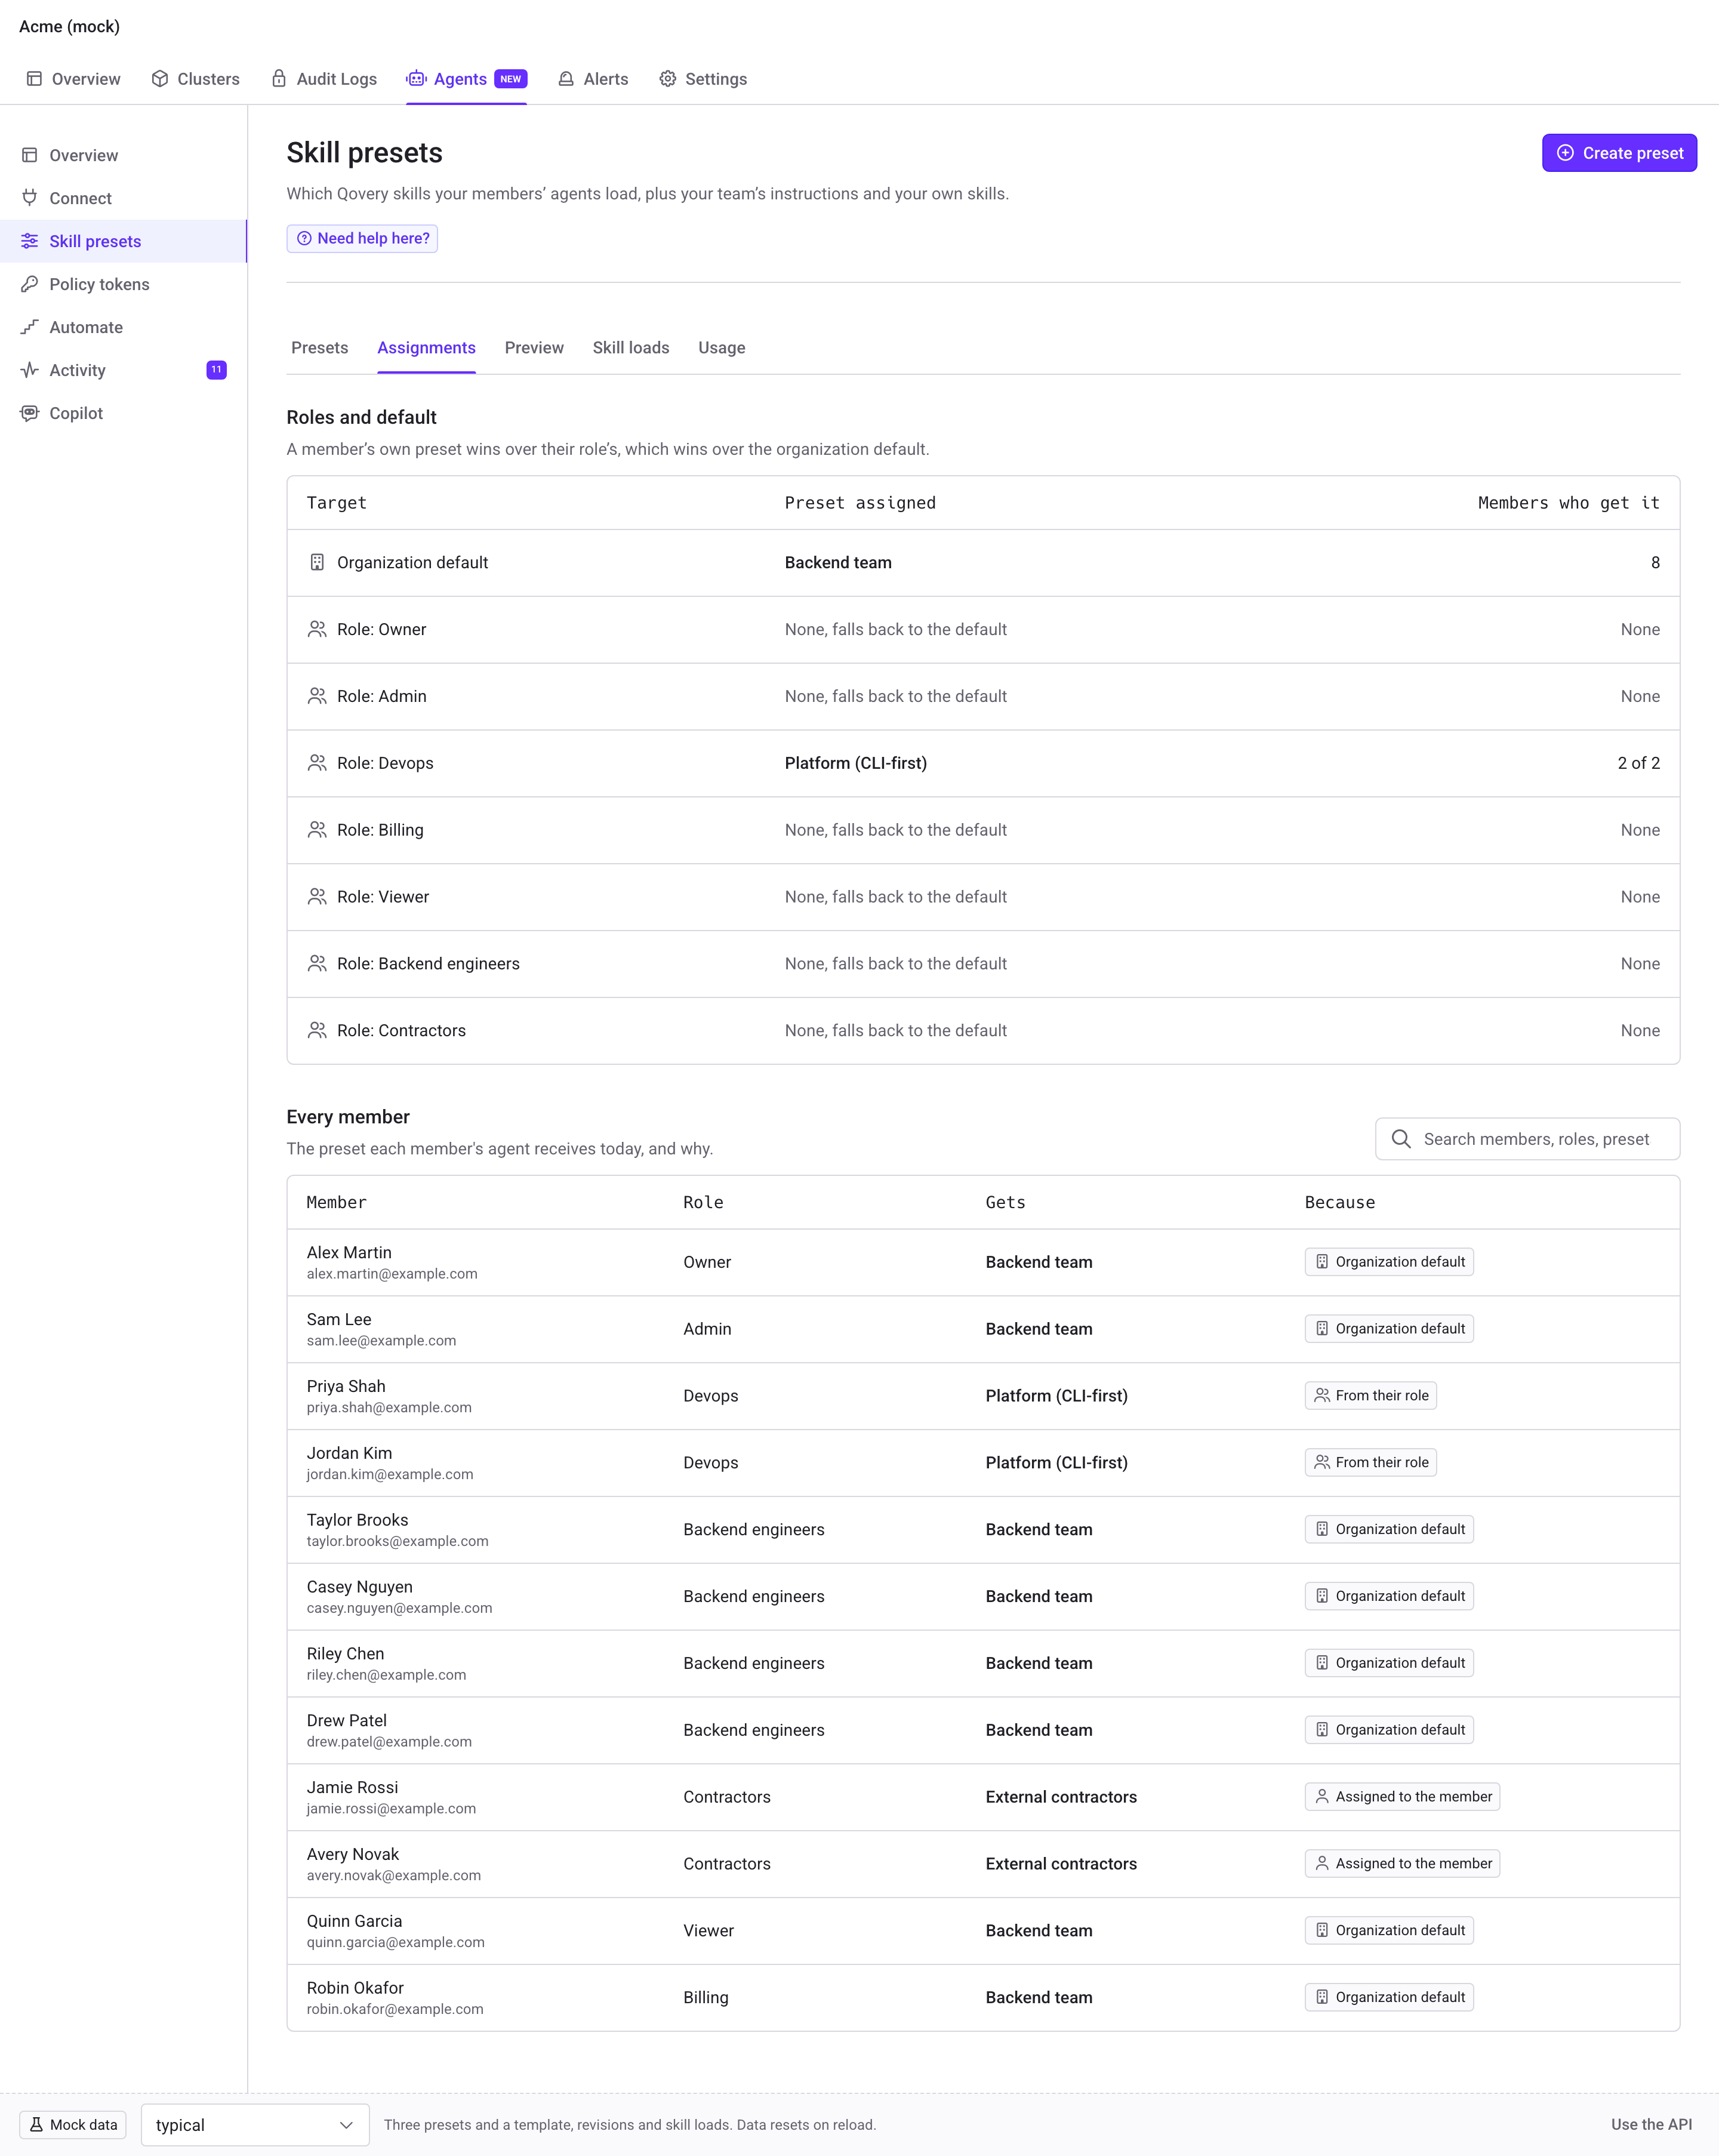 Acme (mock)
Overview
Clusters
Audit Logs
Agents NEW
Alerts
Settings
Overview
Connect
Skill presets
Policy tokens
Automate
Activity 11
Copilot
Skill presets
Create preset
Which Qovery skills your members’ agents load, plus your team’s instructions and your own skills.
Need help here?
Presets
Assignments
Preview
Skill loads
Usage
Roles and default
A member’s own preset wins over their role’s, which wins over the organization default.
Target Preset assigned Members who get it
Organization default Backend team 8
Role: Owner None, falls back to the default None
Role: Admin None, falls back to the default None
Role: Devops Platform (CLI-first) 2 of 2
Role: Billing None, falls back to the default None
Role: Viewer None, falls back to the default None
Role: Backend engineers None, falls back to the default None
Role: Contractors None, falls back to the default None
Every member
The preset each member's agent receives today, and why.
Search members, roles, preset
Member Role Gets Because
Alex Martin
alex.martin@example.com
Owner Backend team Organization default
Sam Lee
sam.lee@example.com
Admin Backend team Organization default
Priya Shah
priya.shah@example.com
Devops Platform (CLI-first) From their role
Jordan Kim
jordan.kim@example.com
Devops Platform (CLI-first) From their role
Taylor Brooks
taylor.brooks@example.com
Backend engineers Backend team Organization default
Casey Nguyen
casey.nguyen@example.com
Backend engineers Backend team Organization default
Riley Chen
riley.chen@example.com
Backend engineers Backend team Organization default
Drew Patel
drew.patel@example.com
Backend engineers Backend team Organization default
Jamie Rossi
jamie.rossi@example.com
Contractors External contractors Assigned to the member
Avery Novak
avery.novak@example.com
Contractors External contractors Assigned to the member
Quinn Garcia
quinn.garcia@example.com
Viewer Backend team Organization default
Robin Okafor
robin.okafor@example.com
Billing Backend team Organization default
Mock data
typical
Three presets and a template, revisions and skill loads. Data resets on reload.
Use the API